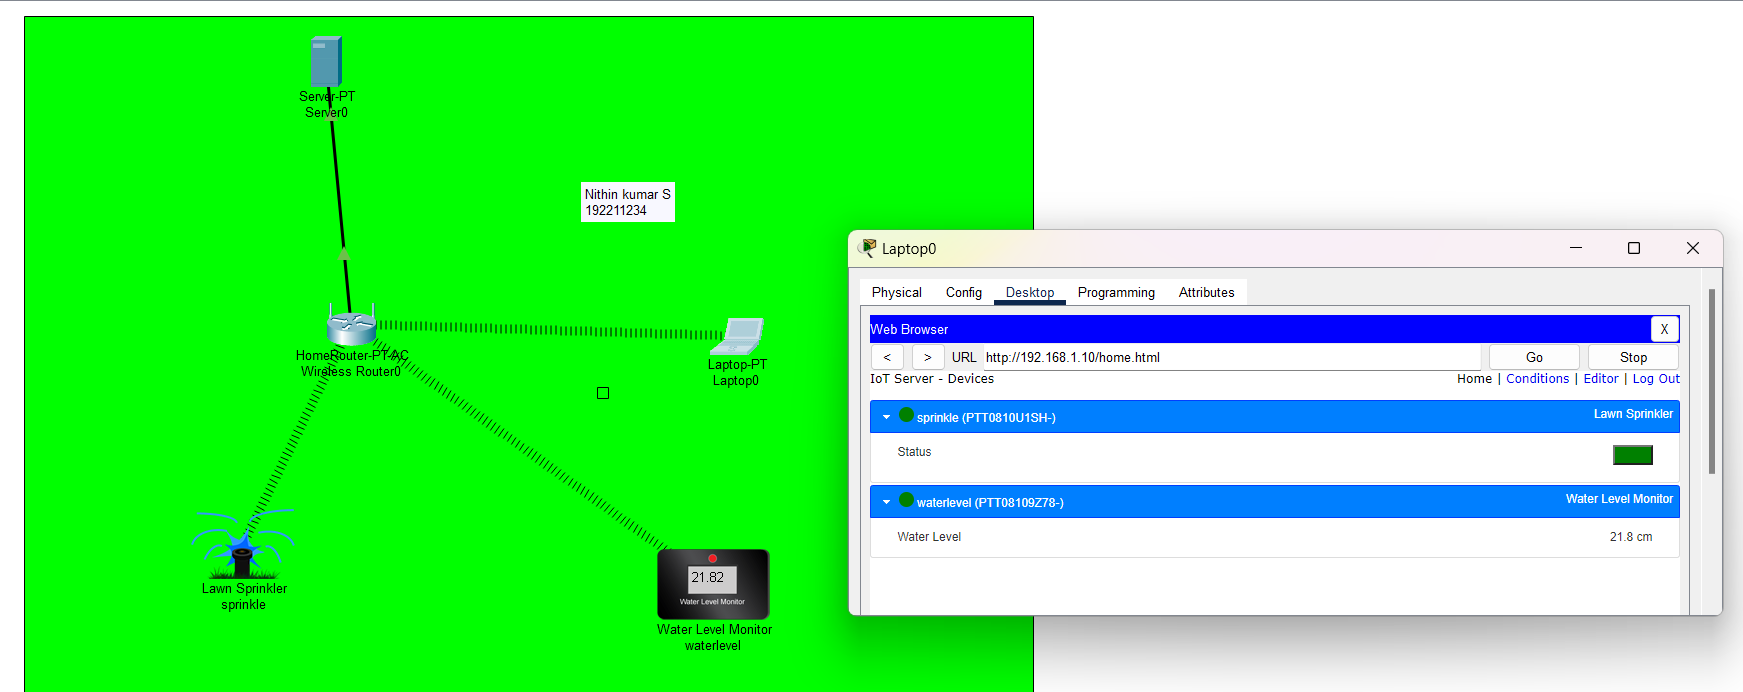 Server-PT
Server0
Nithin kumar S
192211234
HomeRouter-PT-AC
Wireless Router0
Laptop-PT
Laptop0
Lawn Sprinkler
sprinkle
21.82
Water Level Monitor
Water Level Monitor
waterlevel
Laptop0
Physical Config Desktop Programming Attributes
Web Browser X
< > URL http://192.168.1.10/home.html Go Stop
IoT Server - Devices Home | Conditions | Editor | Log Out
sprinkle (PTT0810U1SH-) Lawn Sprinkler
Status
waterlevel (PTT08109Z78-) Water Level Monitor
Water Level 21.8 cm